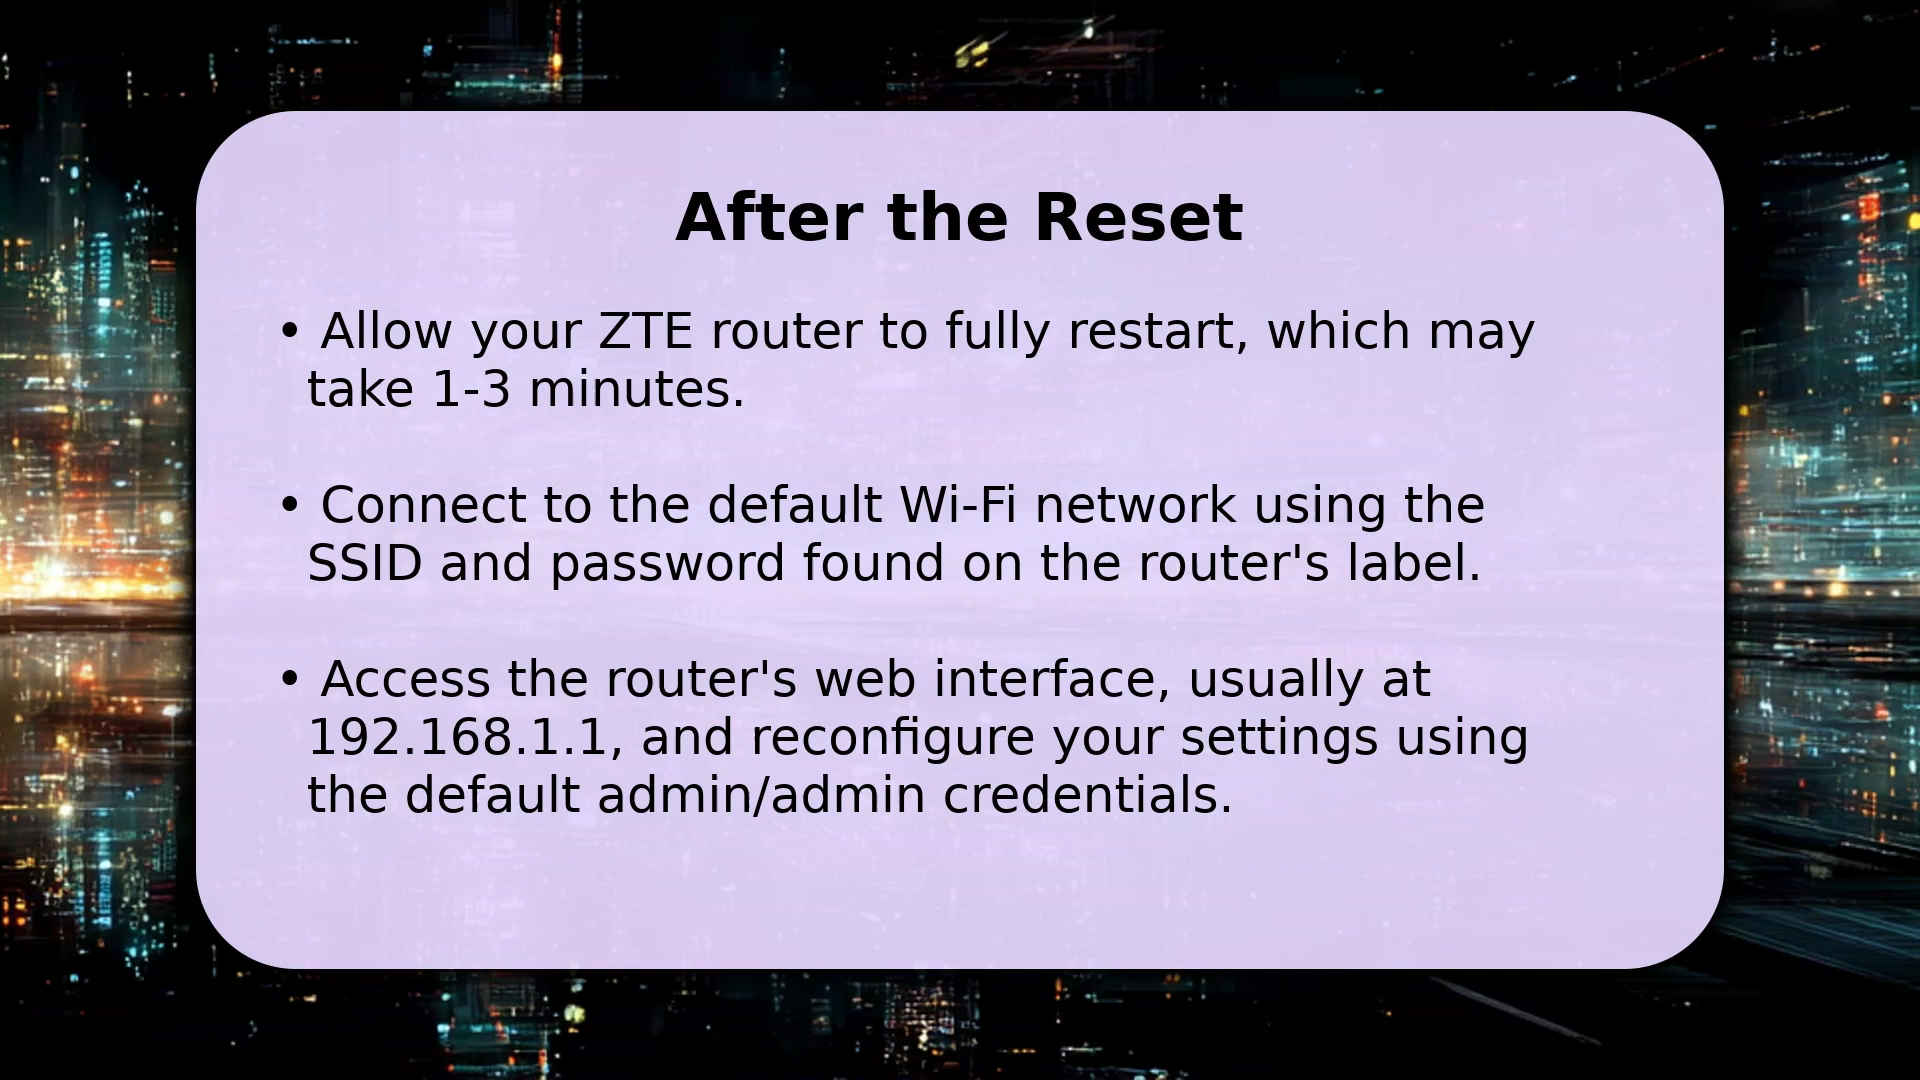 After the Reset
• Allow your ZTE router to fully restart, which may
take 1-3 minutes.
• Connect to the default Wi-Fi network using the
SSID and password found on the router's label.
• Access the router's web interface, usually at
192.168.1.1, and reconfigure your settings using
the default admin/admin credentials.